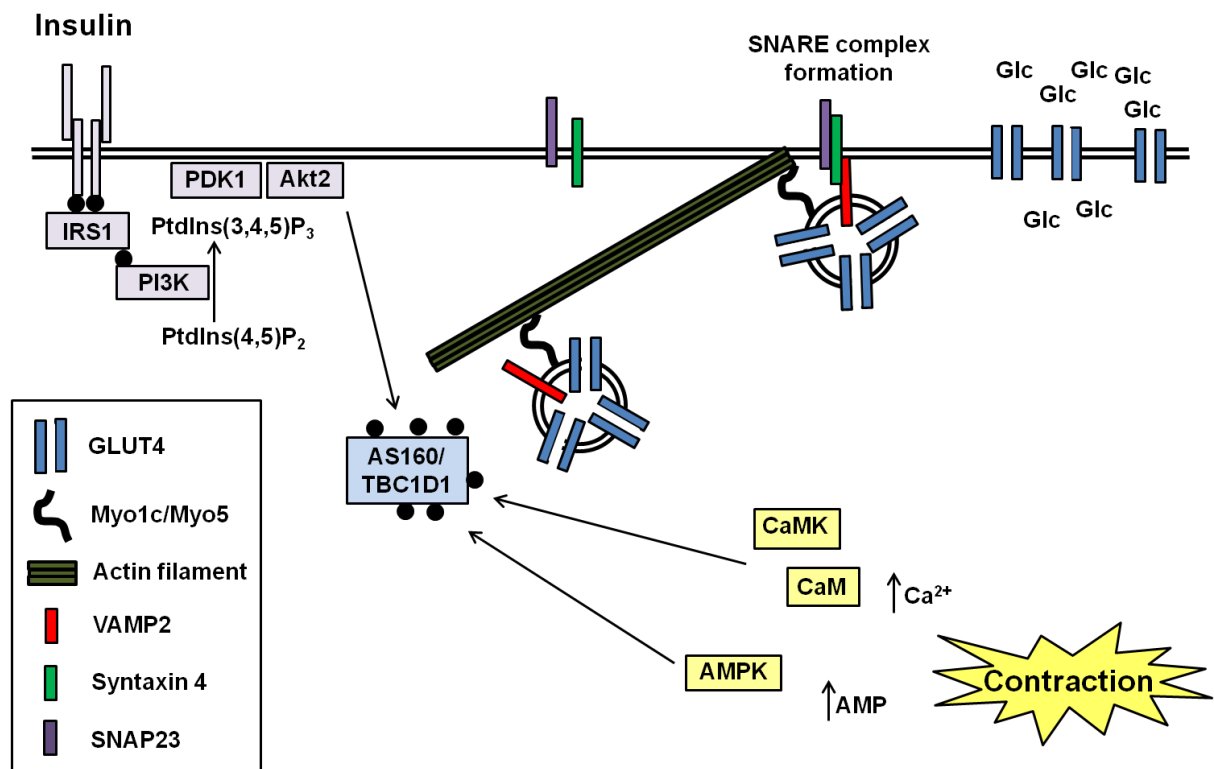 Insulin
SNARE complex
formation
Glc
Glc
Glc
Glc
Glc
PDK1
Akt2
IRS1
PtdIns(3,4,5)P3
Glc
Glc
PI3K
PtdIns(4,5)P2
AS160/
TBC1D1
CaMK
CaM
Ca2+
AMPK
AMP
Contraction
GLUT4
Myo1c/Myo5
Actin filament
VAMP2
Syntaxin 4
SNAP23